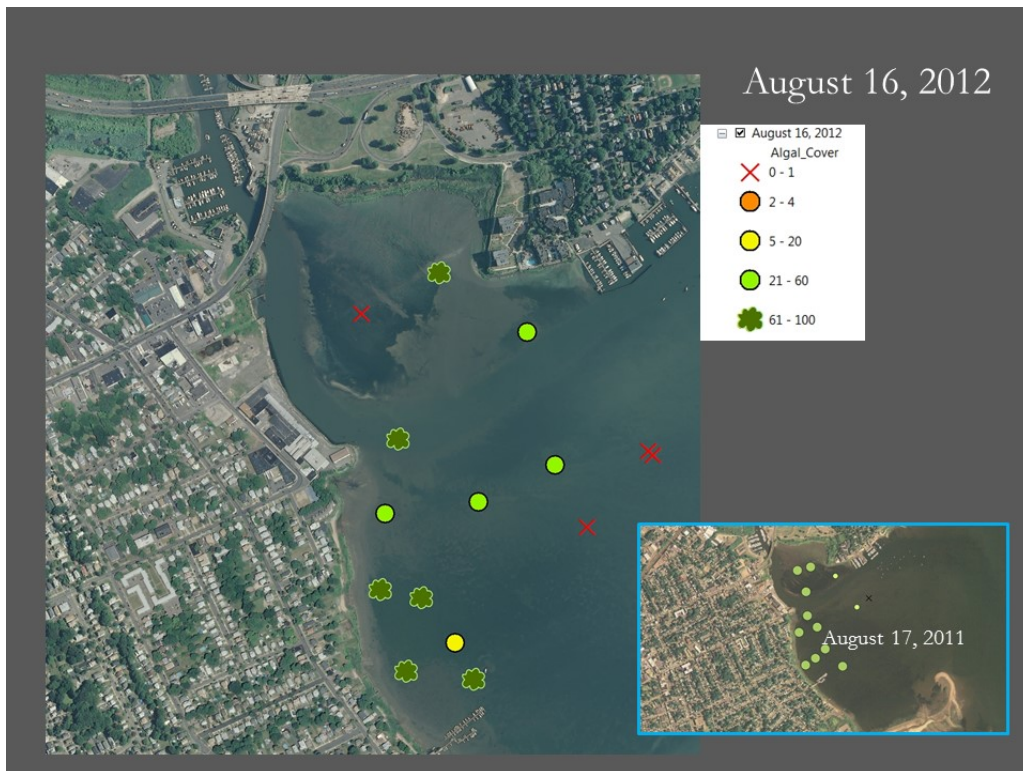 August 16, 2012
August 16, 2012
Algal_Cover
0 - 1
2 - 4
5 - 20
21 - 60
61 - 100
August 17, 2011